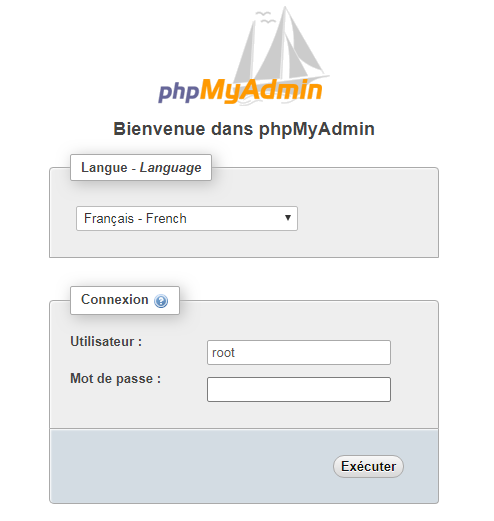 phpMyAdmin
Bienvenue dans phpMyAdmin
Langue - Language
Français - French
Connexion
Utilisateur :
root
Mot de passe :
Exécuter